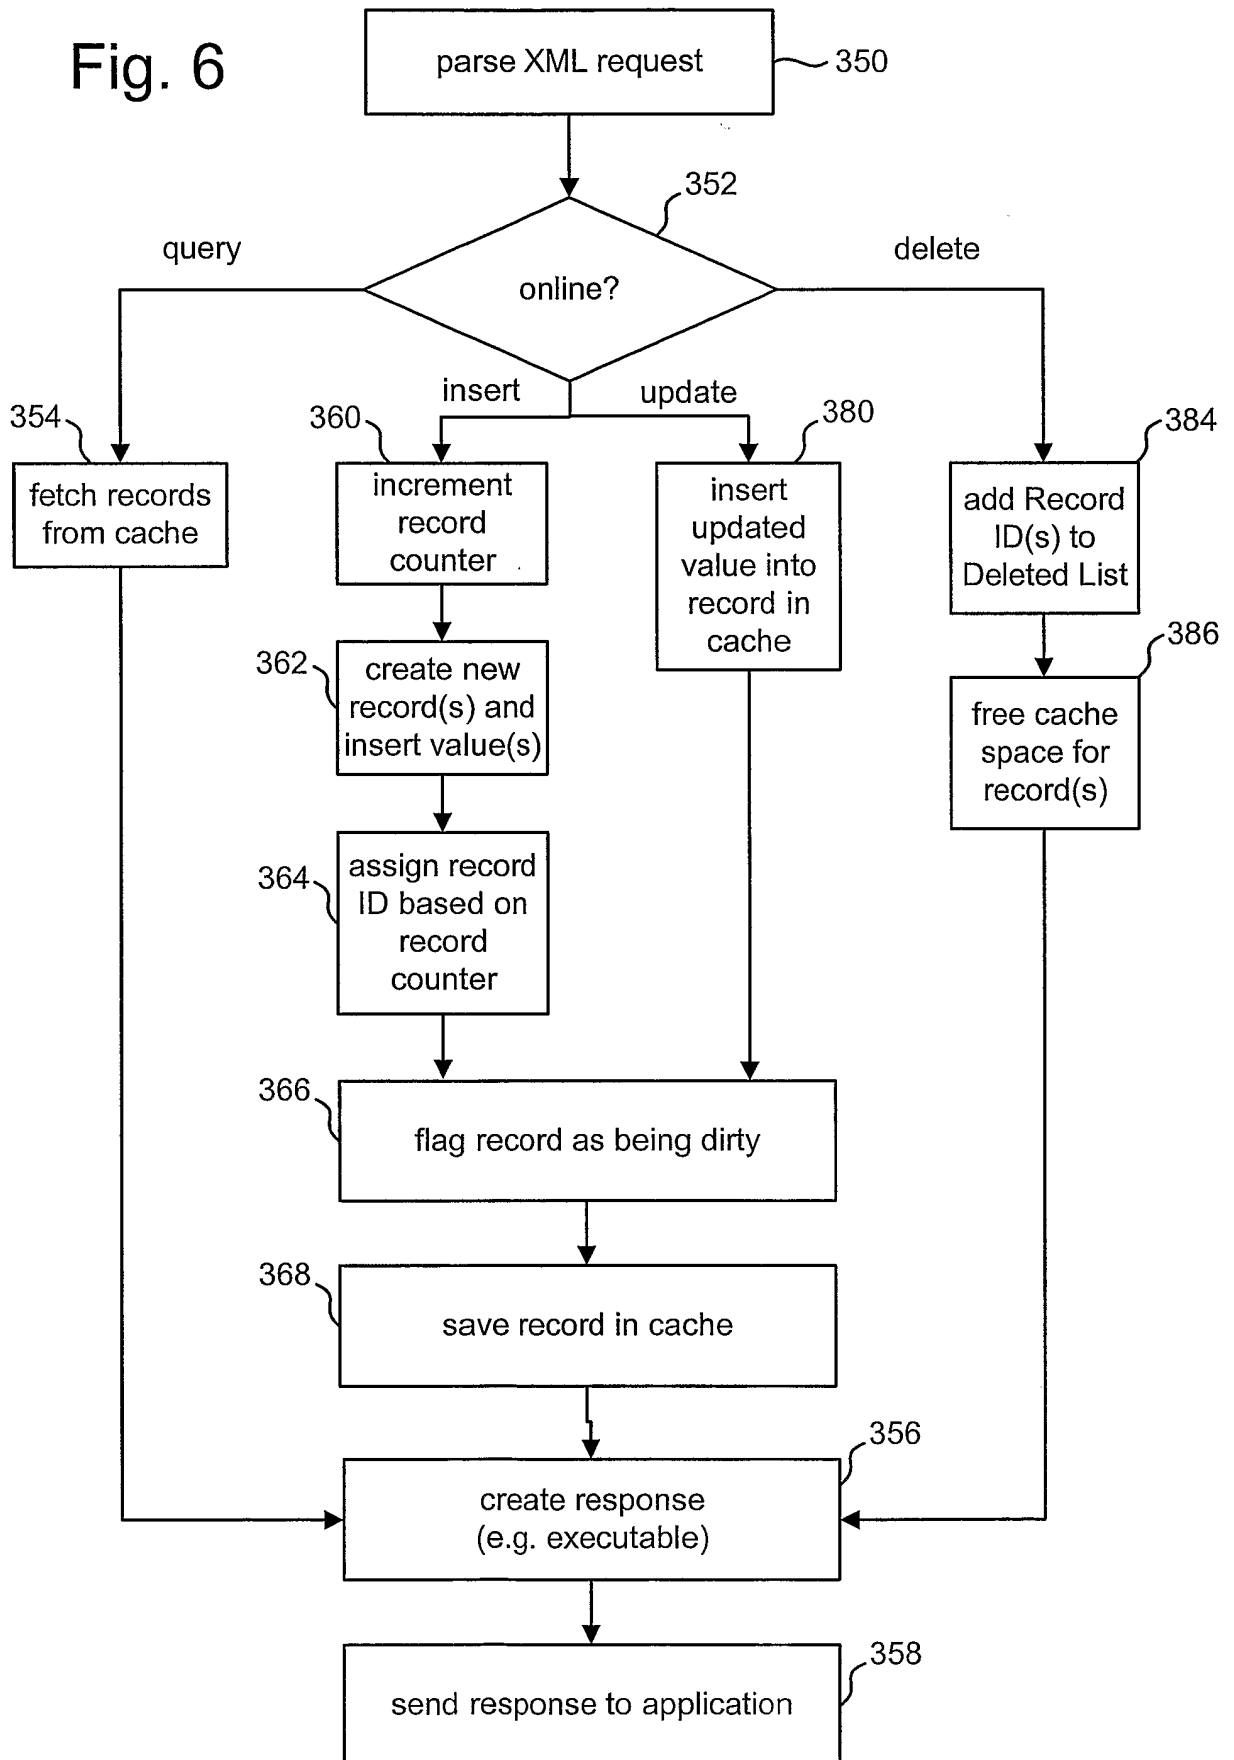 Fig. 6
parse XML request
350
352
query
delete
online?
insert
update
354
360
380
384
fetch records
from cache
increment
record
counter
insert
updated
value into
record in
cache
add Record
ID(s) to
Deleted List
362
386
create new
record(s) and
insert value(s)
free cache
space for
record(s)
364
assign record
ID based on
record
counter
366
flag record as being dirty
368
save record in cache
356
create response
(e.g. executable)
358
send response to application